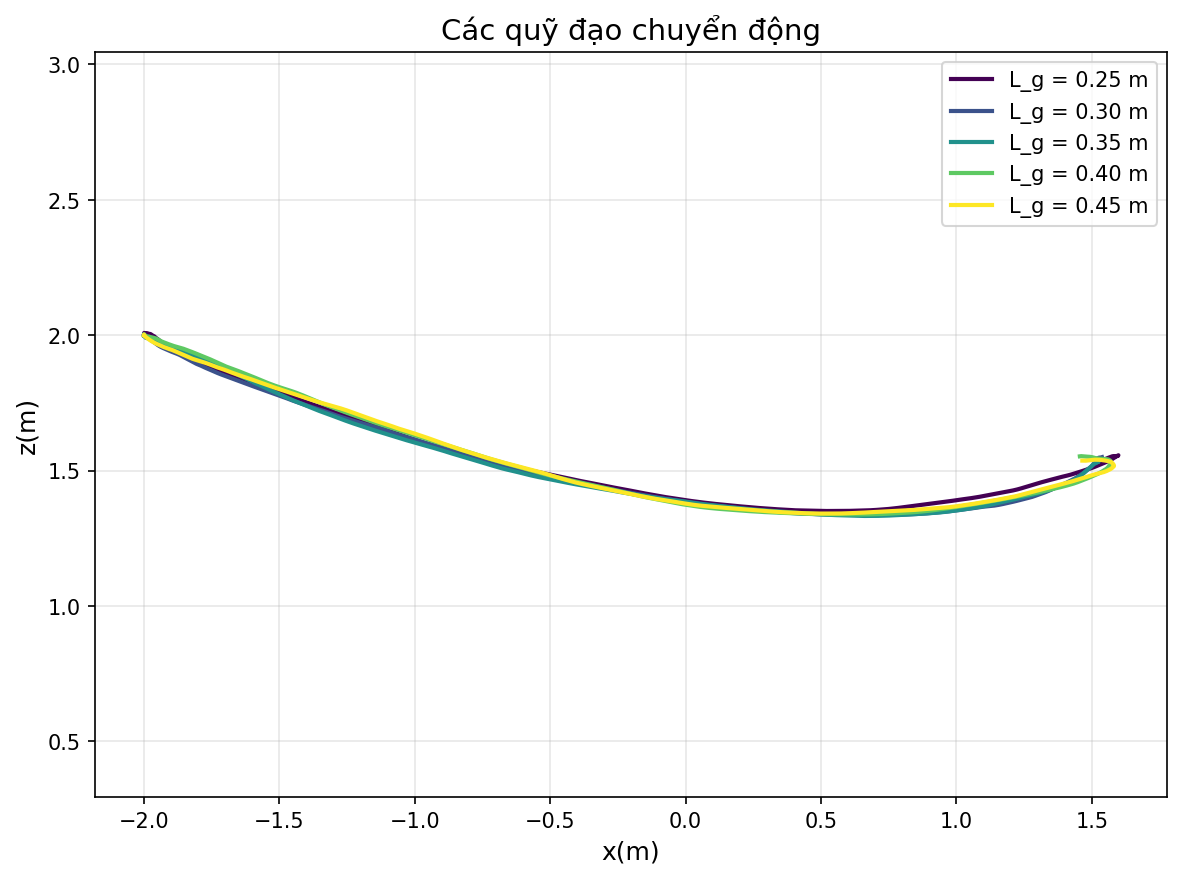 Các quỹ đạo chuyển động
L_g = 0.25 m
L_g = 0.30 m
L_g = 0.35 m
L_g = 0.40 m
L_g = 0.45 m
z(m)
3.0
2.5
2.0
1.5
1.0
0.5
−2.0 −1.5 −1.0 −0.5 0.0 0.5 1.0 1.5
x(m)